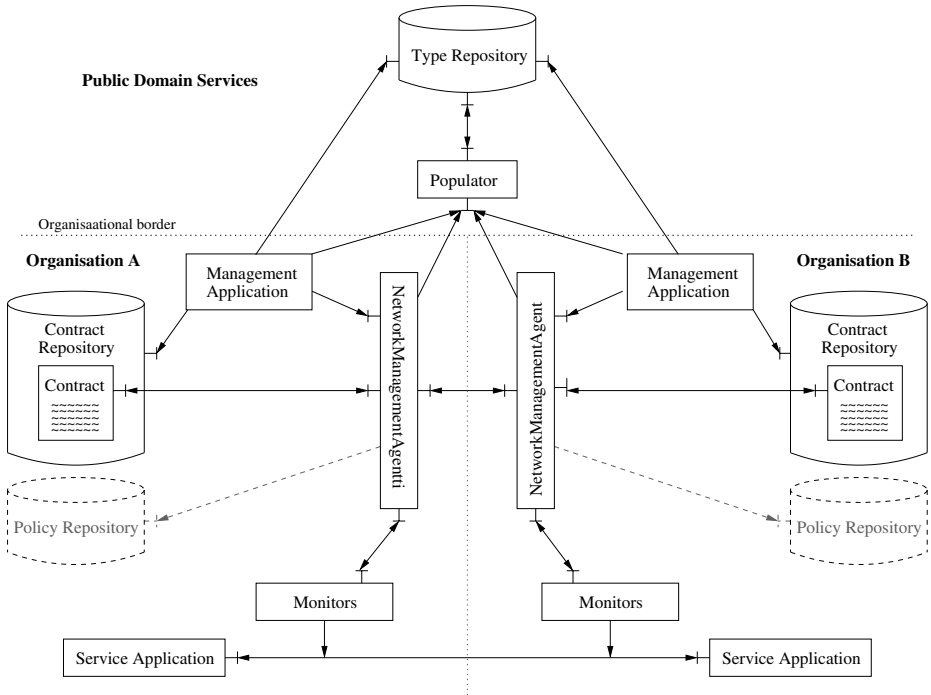 Type Repository
Public Domain Services
Populator
Organisaational border
Organisation A
Organisation B
Management
Application
Management
Application
NetworkManagementAgentti
NetworkManagementAgent
Contract
Repository
Contract
≈≈≈≈≈≈
Contract
Repository
Contract
≈≈≈≈≈≈
Policy Repository
Policy Repository
Monitors
Monitors
Service Application
Service Application